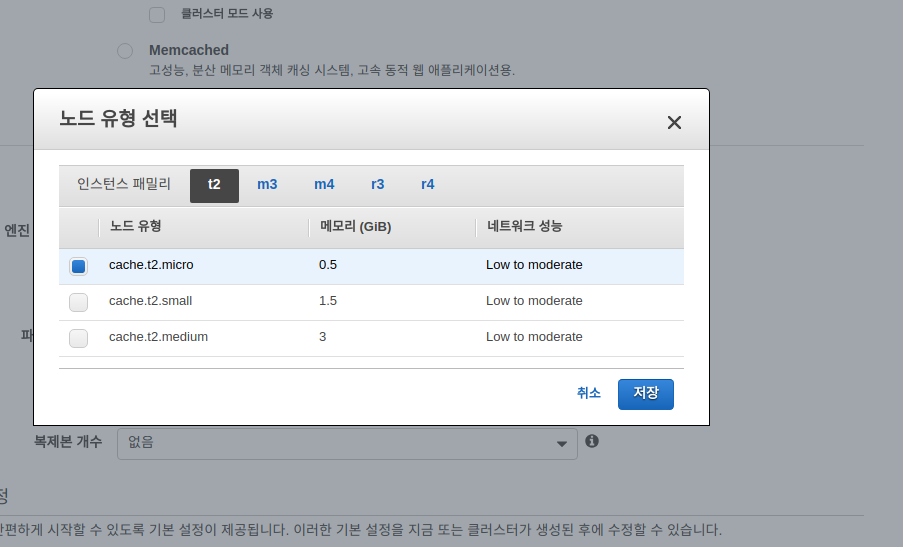 클러스터 모드 사용
Memcached
고성능, 분산 메모리 객체 캐싱 시스템, 고속 동적 웹 애플리케이션용.
노드 유형 선택
인스턴스 패밀리 t2 m3 m4 r3 r4
노드 유형 메모리 (GiB) 네트워크 성능
엔진
cache.t2.micro 0.5 Low to moderate
cache.t2.small 1.5 Low to moderate
파
cache.t2.medium 3 Low to moderate
취소 저장
복제본 개수 없음
정
간편하게 시작할 수 있도록 기본 설정이 제공됩니다. 이러한 기본 설정을 지금 또는 클러스터가 생성된 후에 수정할 수 있습니다.